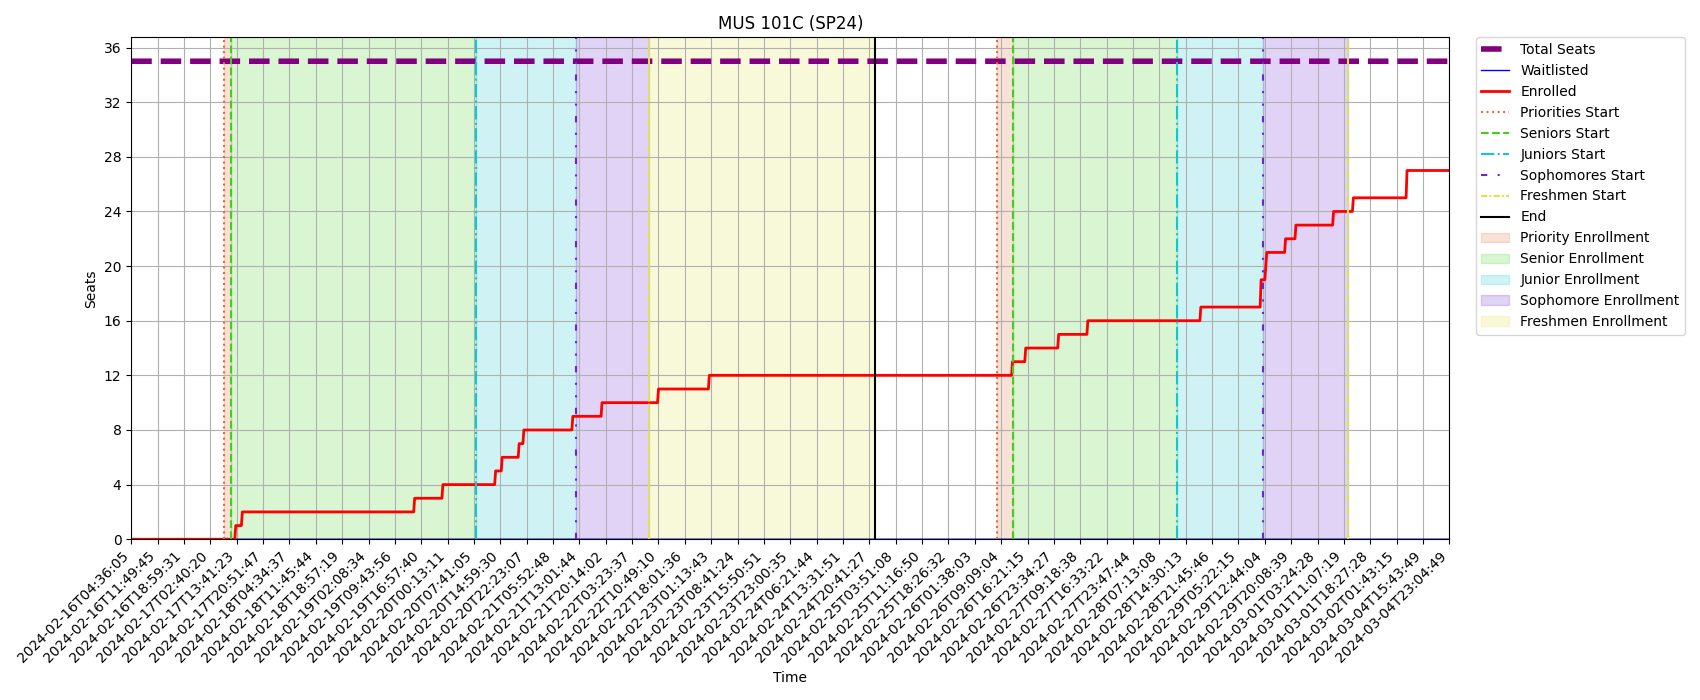 MUS 101C (SP24)
Seats
36
32
28
24
20
16
12
8
4
0
2024-02-16T04:36:05
2024-02-16T11:49:45
2024-02-16T18:59:31
2024-02-17T02:40:20
2024-02-17T13:41:23
2024-02-17T20:51:47
2024-02-18T04:34:37
2024-02-18T11:45:44
2024-02-18T18:57:19
2024-02-19T02:08:34
2024-02-19T09:43:56
2024-02-19T16:57:40
2024-02-20T00:13:11
2024-02-20T07:41:05
2024-02-20T14:59:30
2024-02-20T22:23:07
2024-02-21T05:52:48
2024-02-21T13:01:44
2024-02-21T20:14:02
2024-02-22T03:23:37
2024-02-22T10:49:10
2024-02-22T18:01:36
2024-02-23T01:13:43
2024-02-23T08:41:24
2024-02-23T15:50:51
2024-02-23T23:00:35
2024-02-24T06:21:44
2024-02-24T13:31:51
2024-02-24T20:41:27
2024-02-25T03:51:08
2024-02-25T11:16:50
2024-02-25T18:26:32
2024-02-26T01:38:03
2024-02-26T09:09:04
2024-02-26T16:21:15
2024-02-26T23:34:27
2024-02-27T09:18:38
2024-02-27T16:33:22
2024-02-27T23:47:44
2024-02-28T07:13:08
2024-02-28T14:30:13
2024-02-28T21:45:46
2024-02-29T05:22:15
2024-02-29T12:44:04
2024-02-29T20:08:39
2024-03-01T03:24:28
2024-03-01T11:07:19
2024-03-01T18:27:28
2024-03-02T01:43:15
2024-03-04T15:43:49
2024-03-04T23:04:49
Time
Total Seats
Waitlisted
Enrolled
Priorities Start
Seniors Start
Juniors Start
Sophomores Start
Freshmen Start
End
Priority Enrollment
Senior Enrollment
Junior Enrollment
Sophomore Enrollment
Freshmen Enrollment